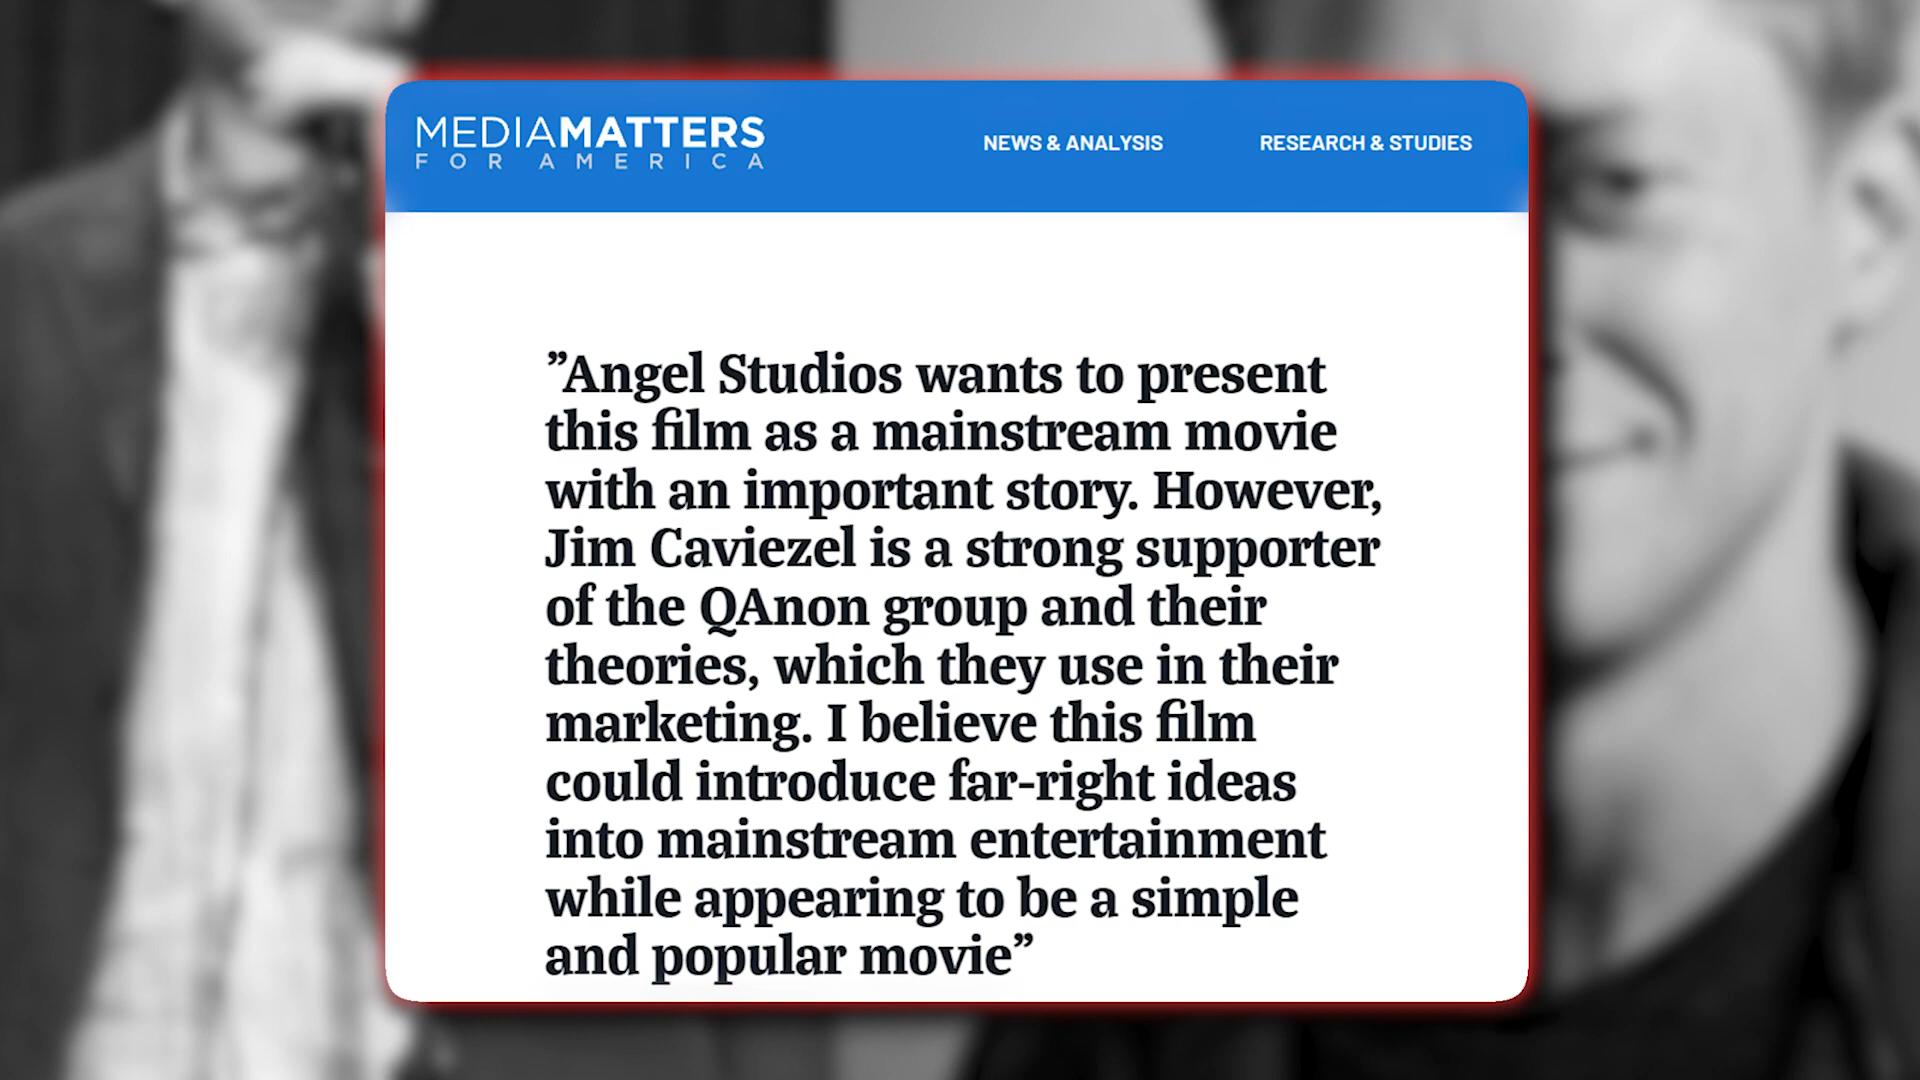 MEDIAMATTERS
FOR AMERICA
NEWS & ANALYSIS
RESEARCH & STUDIES
”Angel Studios wants to present
this film as a mainstream movie
with an important story. However,
Jim Caviezel is a strong supporter
of the QAnon group and their
theories, which they use in their
marketing. I believe this film
could introduce far-right ideas
into mainstream entertainment
while appearing to be a simple
and popular movie”